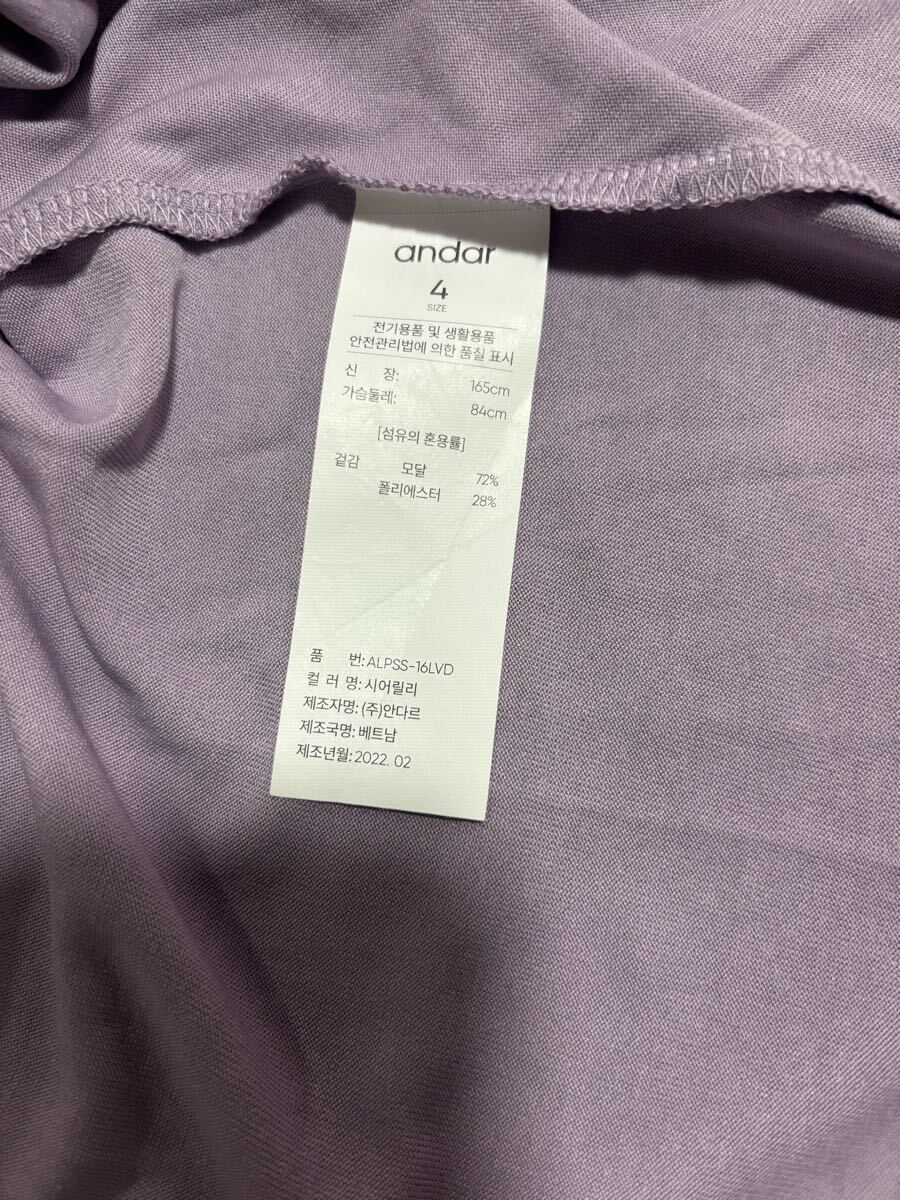 andar
4
SIZE
전기용품 및 생활용품
안전관리법에 의한 품질 표시
신 장: 165cm
가슴둘레: 84cm
[섬유의 혼용률]
겉감 모달 72%
폴리에스터 28%
품 번: ALPSS-16LVD
컬 러 명: 시어릴리
제조자명: (주)안다르
제조국명: 베트남
제조년월: 2022. 02